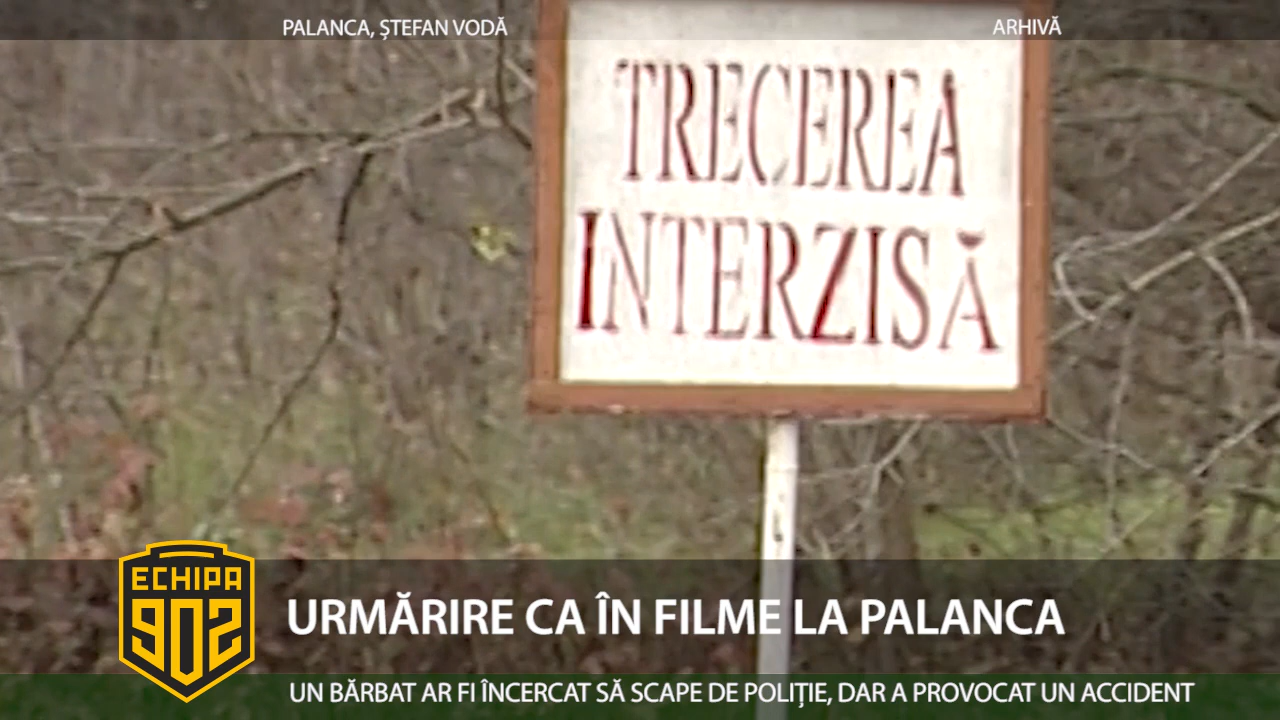 PALANCA, ȘTEFAN VODĂ
ARHIVĂ
TRECEREA
INTERZISĂ
ECHIPA
902
URMĂRIRE CA ÎN FILME LA PALANCA
UN BĂRBAT AR FI ÎNCERCAT SĂ SCAPE DE POLIȚIE, DAR A PROVOCAT UN ACCIDENT